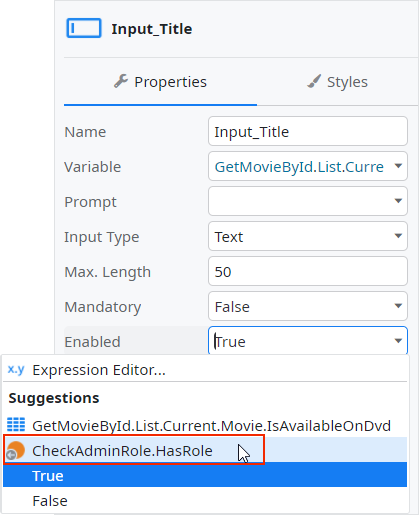 Input_Title
Properties Styles
Name Input_Title
Variable GetMovieById.List.Curre
Prompt
Input Type Text
Max. Length 50
Mandatory False
Enabled True
x.y Expression Editor...
Suggestions
GetMovieById.List.Current.Movie.IsAvailableOnDvd
CheckAdminRole.HasRole
True
False